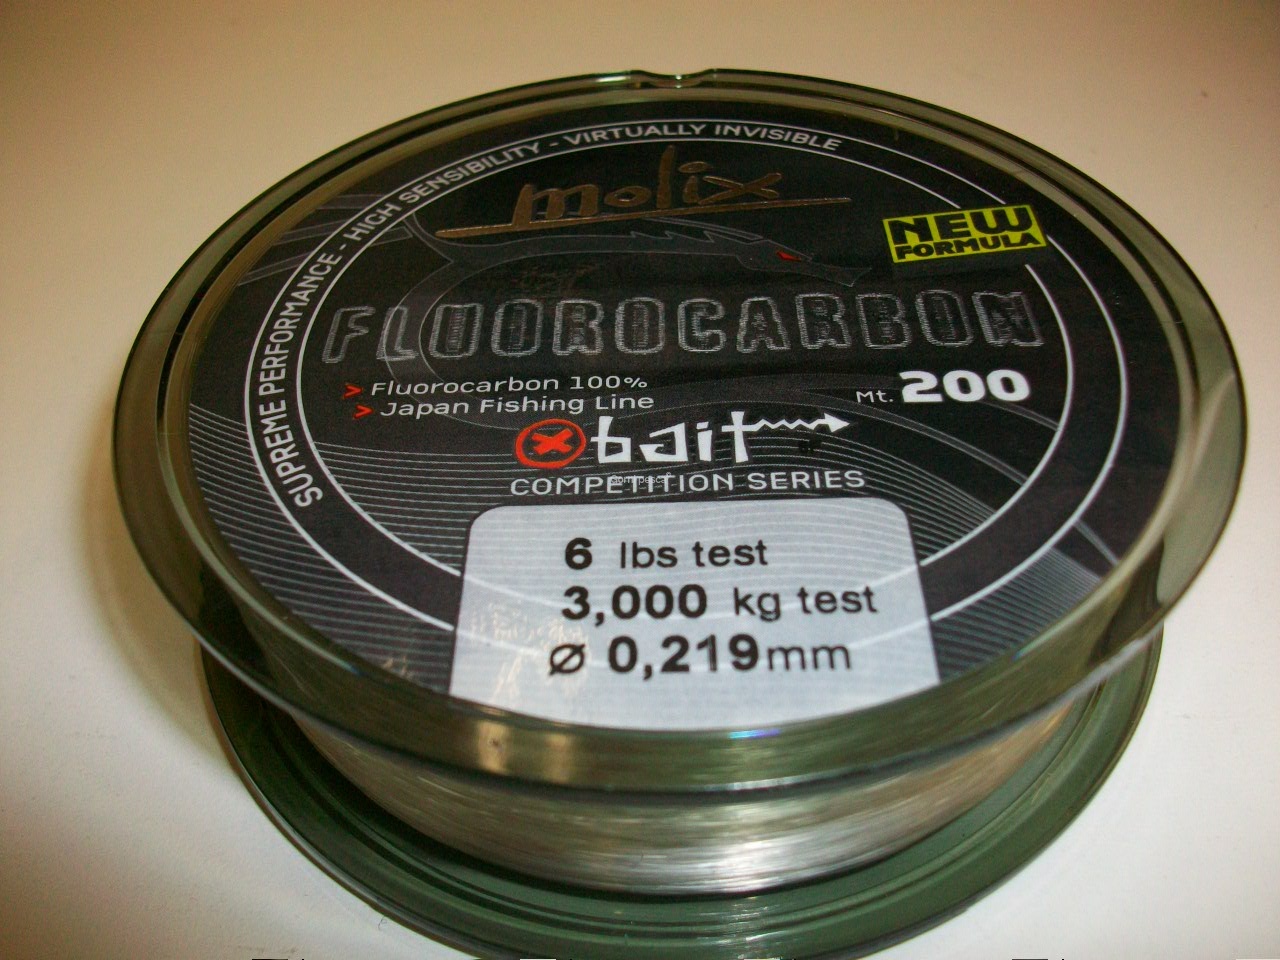 SUPREME PERFORMANCE - HIGH SENSIBILITY - VIRTUALLY INVISIBLE
molix
NEW
FORMULA
FLUOROCARBON
> Fluorocarbon 100%
> Japan Fishing Line
Mt. 200
x bait
COMPETITION SERIES
6 lbs test
3,000 kg test
Ø 0,219mm